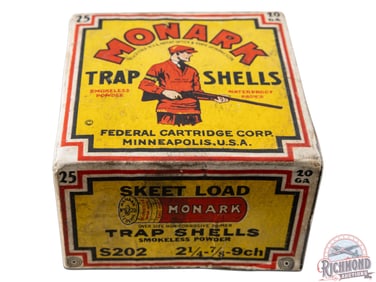 25
20
GA
MONARK
TRAP SHELLS
SMOKELESS
POWDER
WATERPROOF
©
FEDERAL CARTRIDGE CORP.
MINNEAPOLIS, U.S.A.
25
20
GA
SKEET LOAD
MONARK
TRAP SHELLS
SMOKELESS POWDER
S202 2¼-⅞-9ch
RICHMOND
AUCTIONS